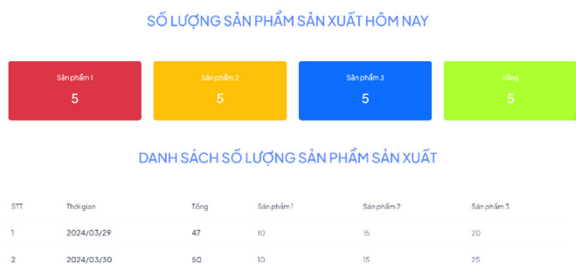 SỐ LƯỢNG SẢN PHẨM SẢN XUẤT HÔM NAY
Sản phẩm 1 Sản phẩm 2 Sản phẩm 3 Tổng
5 5 5 5
DANH SÁCH SỐ LƯỢNG SẢN PHẨM SẢN XUẤT
STT Thời gian Tổng Sản phẩm 1 Sản phẩm 2 Sản phẩm 3
1 2024/03/29 47 10 15 20
2 2024/03/30 50 10 15 25